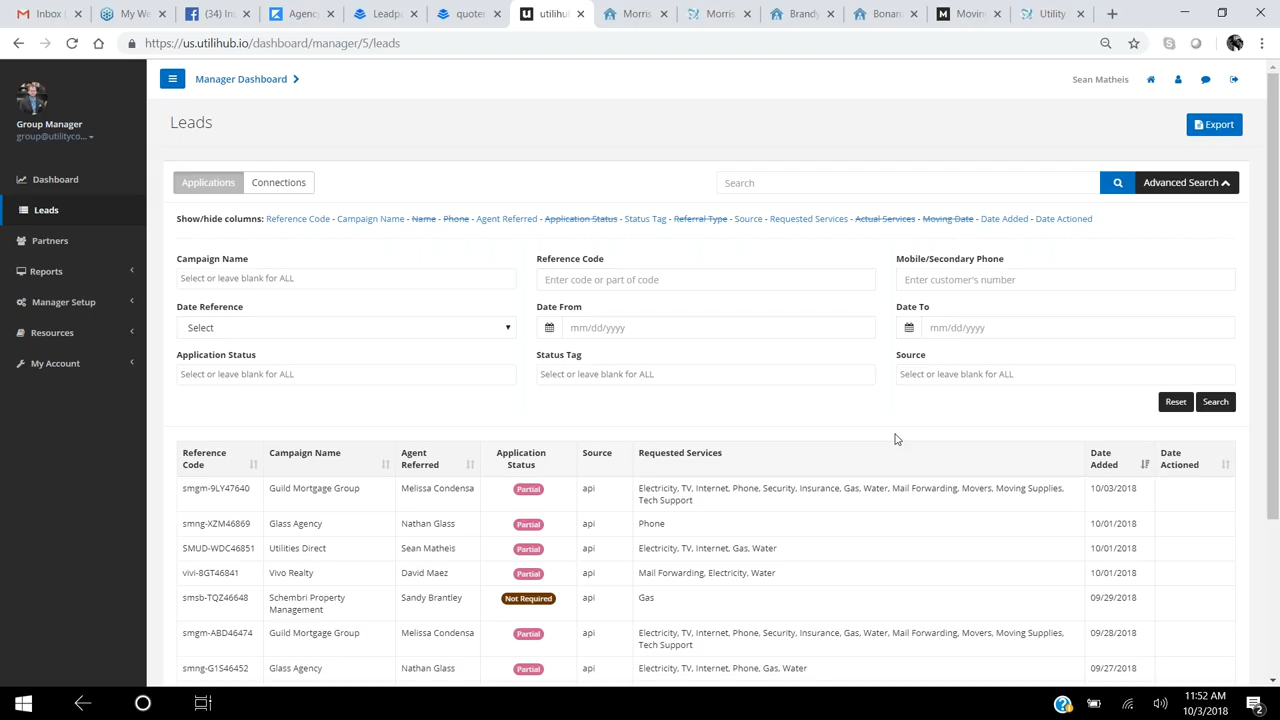 Inbox
My We
(34) In
Agency
Leadp
quoter
utilihub
Morris
Morris
Brandy
Bonan
Movin
Utility
https://us.utilihub.io/dashboard/manager/5/leads
Manager Dashboard
Sean Matheis
Group Manager
group@utilityco...
Leads
Export
Dashboard
Leads
Partners
Reports
Manager Setup
Resources
My Account
Applications
Connections
Search
Advanced Search
Show/hide columns: Reference Code - Campaign Name - Name - Phone - Agent Referred - Application Status - Status Tag - Referral Type - Source - Requested Services - Actual Services - Moving Date - Date Added - Date Actioned
Campaign Name
Reference Code
Mobile/Secondary Phone
Select or leave blank for ALL
Enter code or part of code
Enter customer's number
Date Reference
Date From
Date To
Select
mm/dd/yyyy
mm/dd/yyyy
Application Status
Status Tag
Source
Select or leave blank for ALL
Select or leave blank for ALL
Select or leave blank for ALL
Reset
Search
Reference Code
Campaign Name
Agent Referred
Application Status
Source
Requested Services
Date Added
Date Actioned
smgm-9LY47640 Guild Mortgage Group Melissa Condensa Partial api Electricity, TV, Internet, Phone, Security, Insurance, Gas, Water, Mail Forwarding, Movers, Moving Supplies, 10/03/2018
Tech Support
smng-XZM46869 Glass Agency Nathan Glass Partial api Phone 10/01/2018
SMUD-WDC46851 Utilities Direct Sean Matheis Partial api Electricity, TV, Internet, Gas, Water 10/01/2018
vivi-8GT46841 Vivo Realty David Maez Partial api Mail Forwarding, Electricity, Water 10/01/2018
smsb-TQZ46648 Schembri Property Sandy Brantley Not Required api Gas 09/29/2018
Management
smgm-ABD46474 Guild Mortgage Group Melissa Condensa Partial api Electricity, TV, Internet, Phone, Security, Insurance, Gas, Water, Mail Forwarding, Movers, Moving Supplies, 09/28/2018
Tech Support
smng-G1S46452 Glass Agency Nathan Glass Partial api Electricity, TV, Internet, Phone, Gas, Water 09/27/2018
11:52 AM
10/3/2018
2